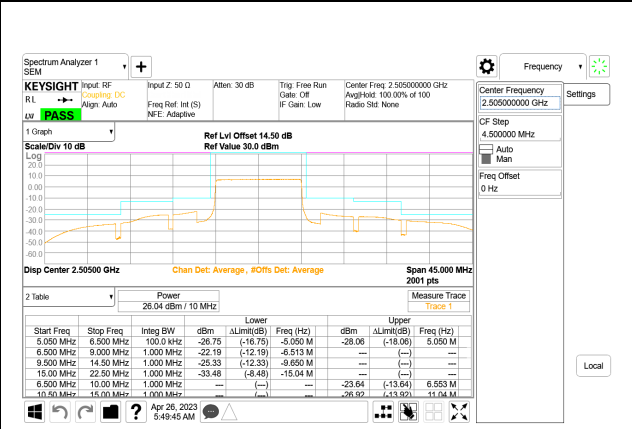 Spectrum Analyzer 1
SEM
Frequency
KEYSIGHT
Input: RF
Coupling: DC
Align: Auto
Input Z: 50 Ω
Freq Ref: Int (S)
NFE: Adaptive
Atten: 30 dB
Trig: Free Run
Gate: Off
IF Gain: Low
Center Freq: 2.505000000 GHz
Avg|Hold: 100.00% of 100
Radio Std: None
RL
LXI
PASS
Center Frequency
2.505000000 GHz
Settings
CF Step
4.500000 MHz
Auto
Man
Freq Offset
0 Hz
Local
1 Graph
Ref Lvl Offset 14.50 dB
Scale/Div 10 dB
Ref Value 30.0 dBm
Log
20.0
10.0
0.00
-10.0
-20.0
-30.0
-40.0
-50.0
-60.0
Disp Center 2.50500 GHz
Chan Det: Average , #Offs Det: Average
Span 45.000 MHz
2001 pts
2 Table
Power
26.04 dBm / 10 MHz
Measure Trace
Trace 1
Lower Upper
Start Freq Stop Freq Integ BW dBm ΔLimit(dB) Freq (Hz) dBm ΔLimit(dB) Freq (Hz)
5.050 MHz 6.500 MHz 100.0 kHz -26.75 (-16.75) -5.050 M -28.06 (-18.06) 5.050 M
6.500 MHz 9.000 MHz 1.000 MHz -22.19 (-12.19) -6.513 M --- (---) ---
9.500 MHz 14.50 MHz 1.000 MHz -25.33 (-12.33) -9.650 M --- (---) ---
15.00 MHz 22.50 MHz 1.000 MHz -33.48 (-8.48) -15.04 M --- (---) ---
6.500 MHz 10.00 MHz 1.000 MHz --- (---) --- -23.64 (-13.64) 6.553 M
10.50 MHz 15.00 MHz 1.000 MHz --- (---) --- -26.92 (-13.92) 11.04 M
Apr 26, 2023
5:49:45 AM